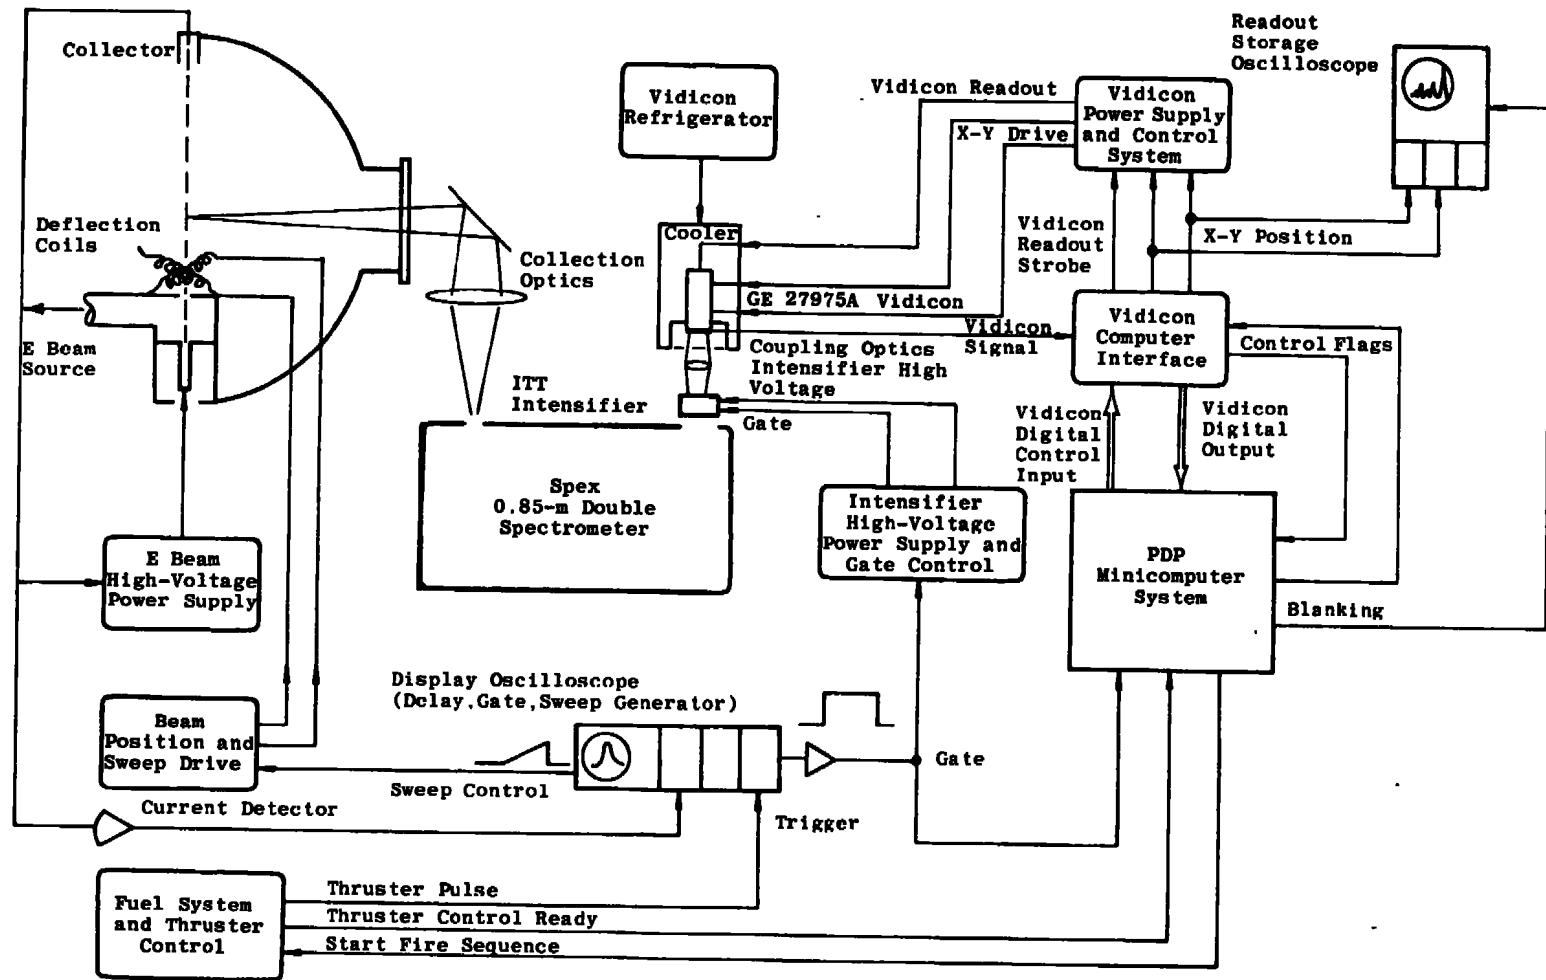 Collector
Readout
Storage
Oscilloscope
Vidicon
Refrigerator
Vidicon Readout
X-Y Drive
Vidicon
Power Supply
and Control
System
Deflection
Coils
Cooler
Collection
Optics
Vidicon
Readout
Strobe
X-Y Position
GE 27975A Vidicon
E Beam
Source
Vidicon
Signal
Vidicon
Computer
Interface
Control Flags
Coupling Optics
Intensifier High
Voltage
ITT
Intensifier
Gate
Vidicon
Digital
Control
Input
Vidicon
Digital
Output
Spex
0.85-m Double
Spectrometer
Intensifier
High-Voltage
Power Supply and
Gate Control
PDP
Minicomputer
System
E Beam
High-Voltage
Power Supply
Blanking
Display Oscilloscope
(Delay,Gate,Sweep Generator)
Beam
Position and
Sweep Drive
Sweep Control
Gate
Current Detector
Trigger
Fuel System
and Thruster
Control
Thruster Pulse
Thruster Control Ready
Start Fire Sequence